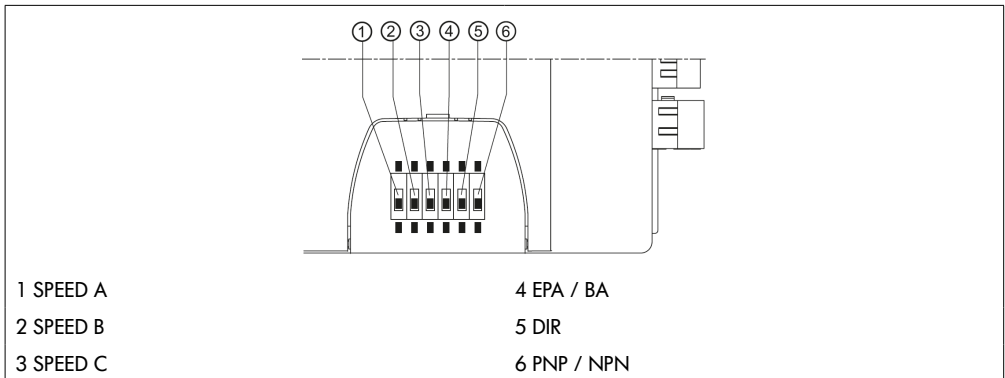 ① ② ③ ④ ⑤ ⑥
1 SPEED A
2 SPEED B
3 SPEED C
4 EPA / BA
5 DIR
6 PNP / NPN